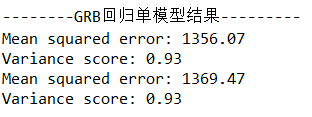 --------GRB回归单模型结果---------
Mean squared error: 1356.07
Variance score: 0.93
Mean squared error: 1369.47
Variance score: 0.93